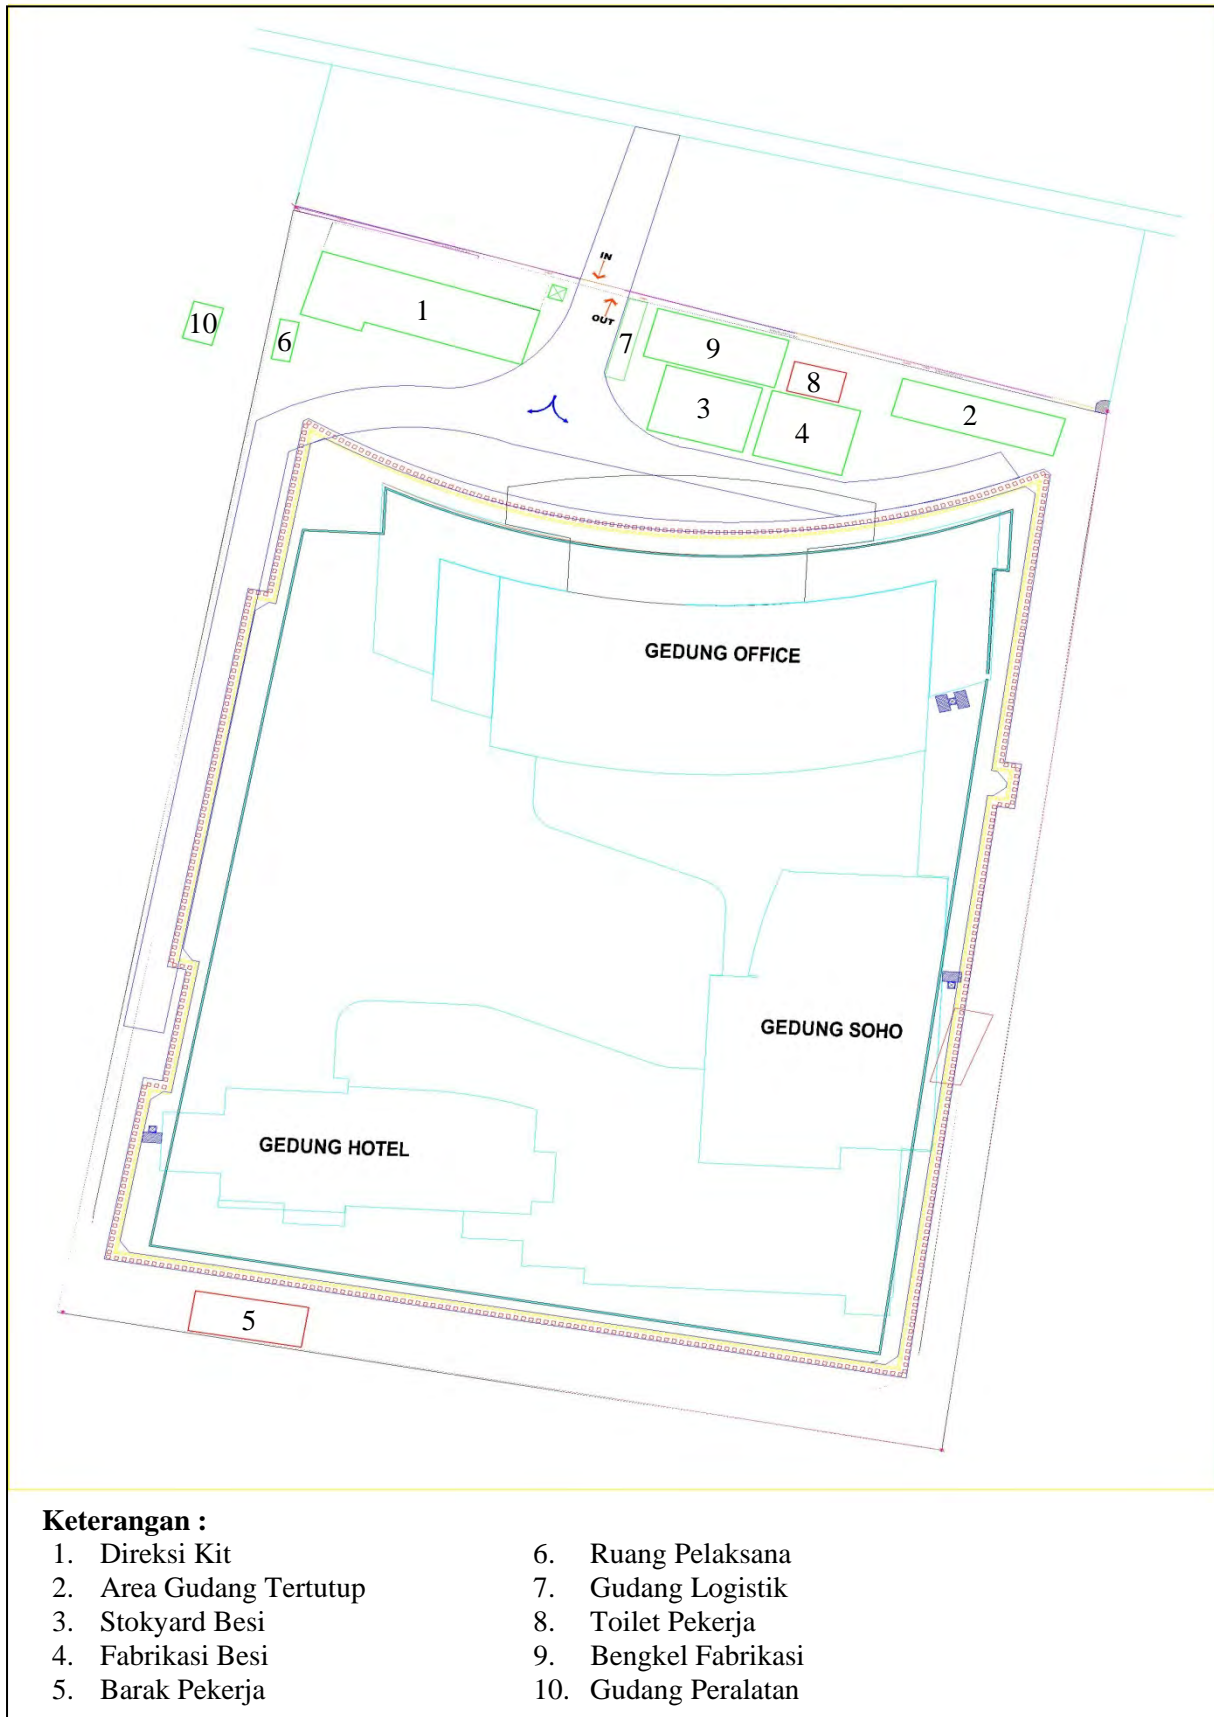 IN
OUT
1
10
6
7
9
8
3
4
2
GEDUNG OFFICE
GEDUNG SOHO
GEDUNG HOTEL
5
Keterangan :
1. Direksi Kit
2. Area Gudang Tertutup
3. Stokyard Besi
4. Fabrikasi Besi
5. Barak Pekerja
6. Ruang Pelaksana
7. Gudang Logistik
8. Toilet Pekerja
9. Bengkel Fabrikasi
10. Gudang Peralatan